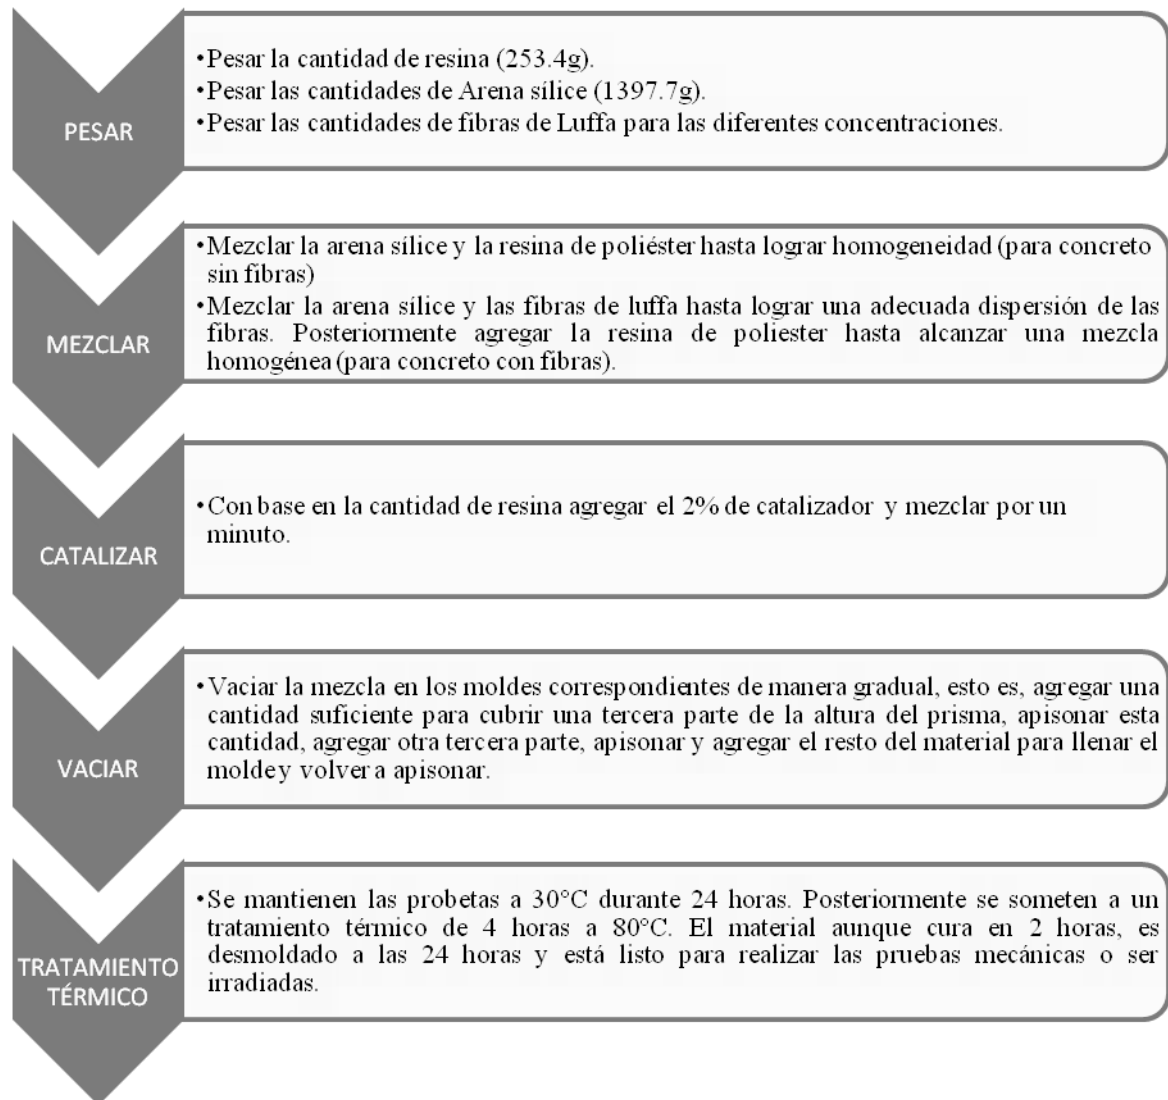 PESAR
•Pesar la cantidad de resina (253.4g).
•Pesar las cantidades de Arena sílice (1397.7g).
•Pesar las cantidades de fibras de Luffa para las diferentes concentraciones.
MEZCLAR
•Mezclar la arena sílice y la resina de poliéster hasta lograr homogeneidad (para concreto
sin fibras)
•Mezclar la arena sílice y las fibras de luffa hasta lograr una adecuada dispersión de las
fibras. Posteriormente agregar la resina de poliester hasta alcanzar una mezcla
homogénea (para concreto con fibras).
CATALIZAR
•Con base en la cantidad de resina agregar el 2% de catalizador y mezclar por un
minuto.
VACIAR
•Vaciar la mezcla en los moldes correspondientes de manera gradual, esto es, agregar una
cantidad suficiente para cubrir una tercera parte de la altura del prisma, apisonar esta
cantidad, agregar otra tercera parte, apisonar y agregar el resto del material para llenar el
molde y volver a apisonar.
TRATAMIENTO
TÉRMICO
•Se mantienen las probetas a 30°C durante 24 horas. Posteriormente se someten a un
tratamiento térmico de 4 horas a 80°C. El material aunque cura en 2 horas, es
desmoldado a las 24 horas y está listo para realizar las pruebas mecánicas o ser
irradiadas.